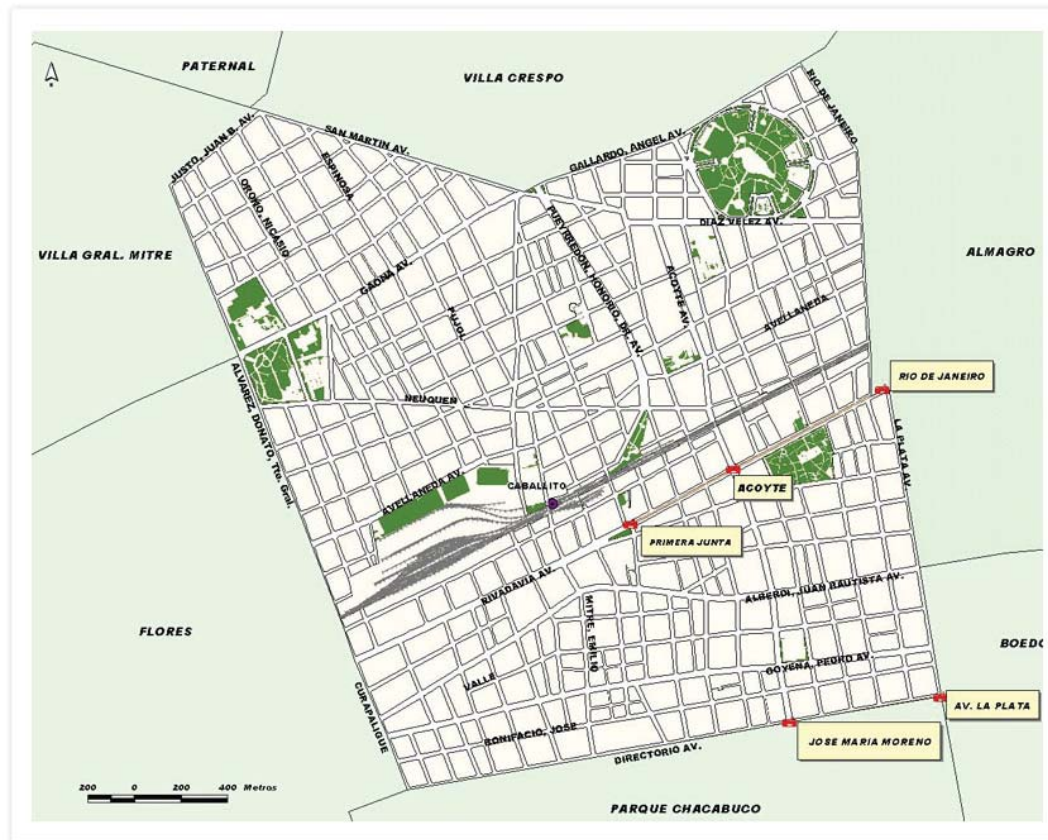 PATERNAL
VILLA CRESPO
RIO DE JANEIRO
JUSTO, JUAN B. AV.
SAN MARTIN AV.
GALLARDO, ANGEL AV.
ESPINOSA
ORONO, NICASIO
DIAZ VELEZ AV.
PUEYRREDON, HONORIO, DR. AV.
VILLA GRAL. MITRE
ALMAGRO
GAONA AV.
ACOYTE AV.
PUJOL
AVELLANEDA
RIO DE JANEIRO
ALVAREZ, DONATO, Tte. Gral.
NEUQUEN
LA PLATA AV.
AVELLANEDA AV.
CABALLITO
ACOYTE
PRIMERA JUNTA
RIVADAVIA AV.
ALBERDI, JUAN BAUTISTA AV.
MITRE, EMILIO
FLORES
BOEDO
GOYENA, PEDRO AV.
VALLE
CURAPALIGUE
AV. LA PLATA
BONIFACIO, JOSE
JOSE MARIA MORENO
DIRECTORIO AV.
200 0 200 400 Metros
PARQUE CHACABUCO